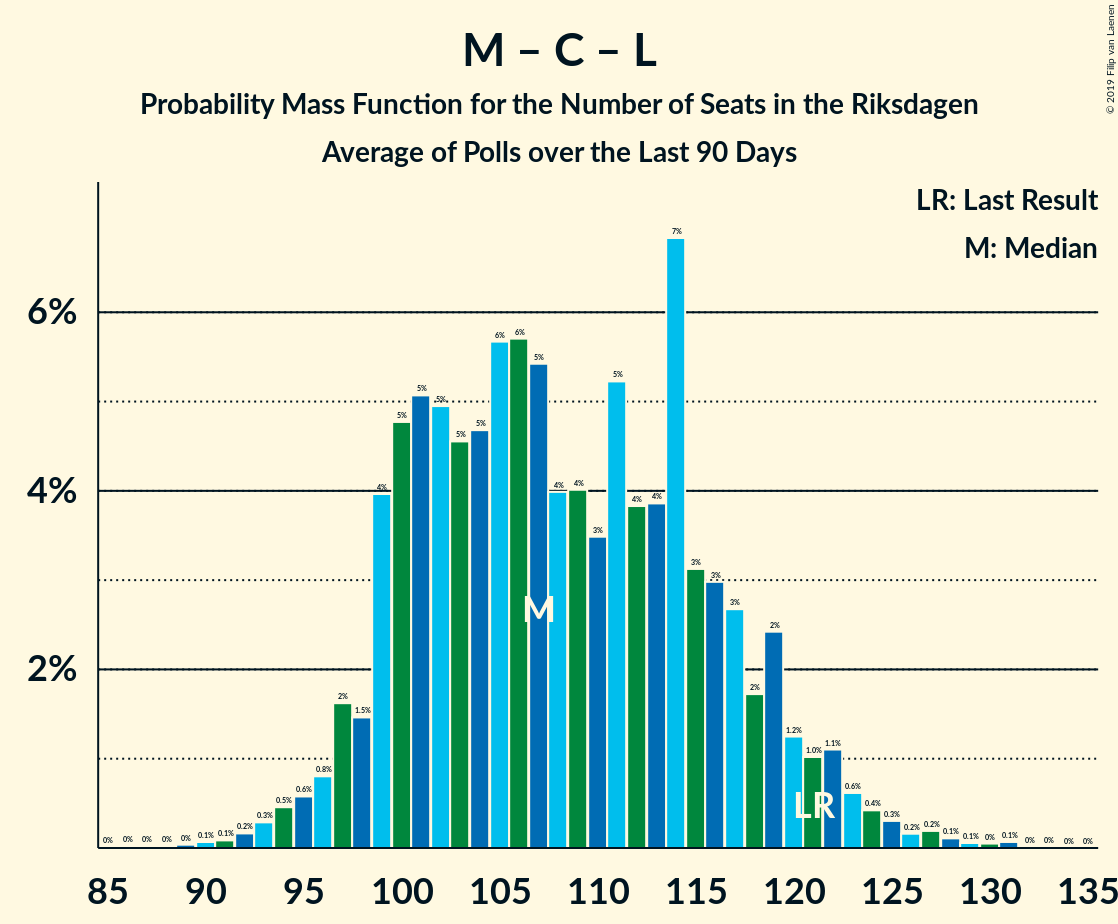 M – C – L
Probability Mass Function for the Number of Seats in the Riksdagen
Average of Polls over the Last 90 Days
© 2019 Filip van Laenen
LR: Last Result
M: Median
6%
4%
2%
0% 0% 0% 0% 0% 0.1% 0.1% 0.2% 0.3% 0.5% 0.6% 0.8% 2% 1.5% 4% 5% 5% 5% 5% 5% 6% 6% 5% 4% 4% 3% 5% 4% 4% 7% 3% 3% 3% 2% 2% 1.2% 1.0% 1.1% 0.6% 0.4% 0.3% 0.2% 0.2% 0.1% 0.1% 0% 0.1% 0% 0% 0% 0%
M
LR
85 90 95 100 105 110 115 120 125 130 135